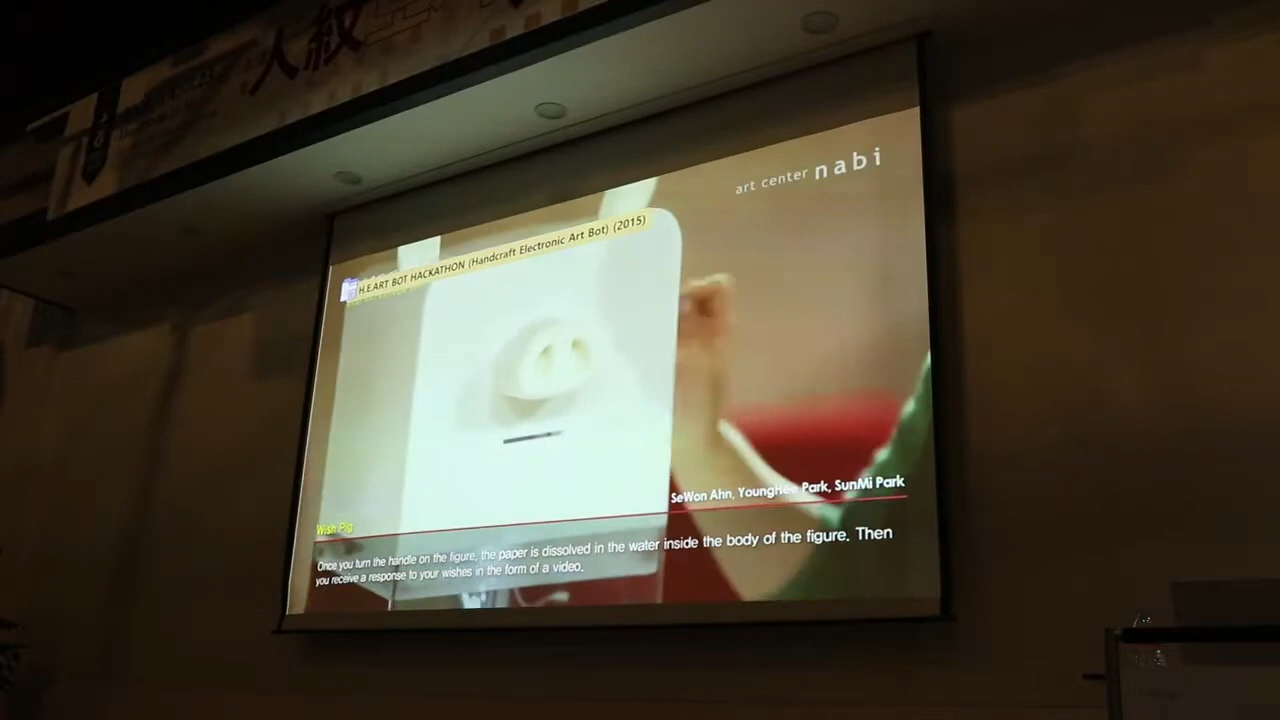 art center nabi
H.E.ART BOT HACKATHON (Handcraft Electronic Art Bot) (2015)
SeWon Ahn, YoungHee Park, SunMi Park
Wish Pig
Once you turn the handle on the figure, the paper is dissolved in the water inside the body of the figure. Then
you receive a response to your wishes in the form of a video.